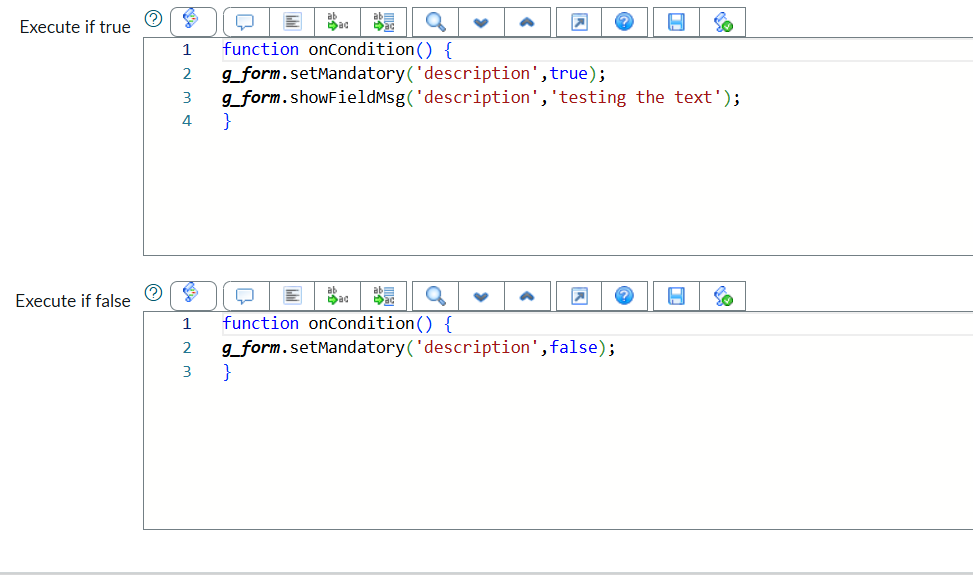 Execute if true
1 function onCondition() {
2 g_form.setMandatory('description',true);
3 g_form.showFieldMsg('description','testing the text');
4 }
Execute if false
1 function onCondition() {
2 g_form.setMandatory('description',false);
3 }